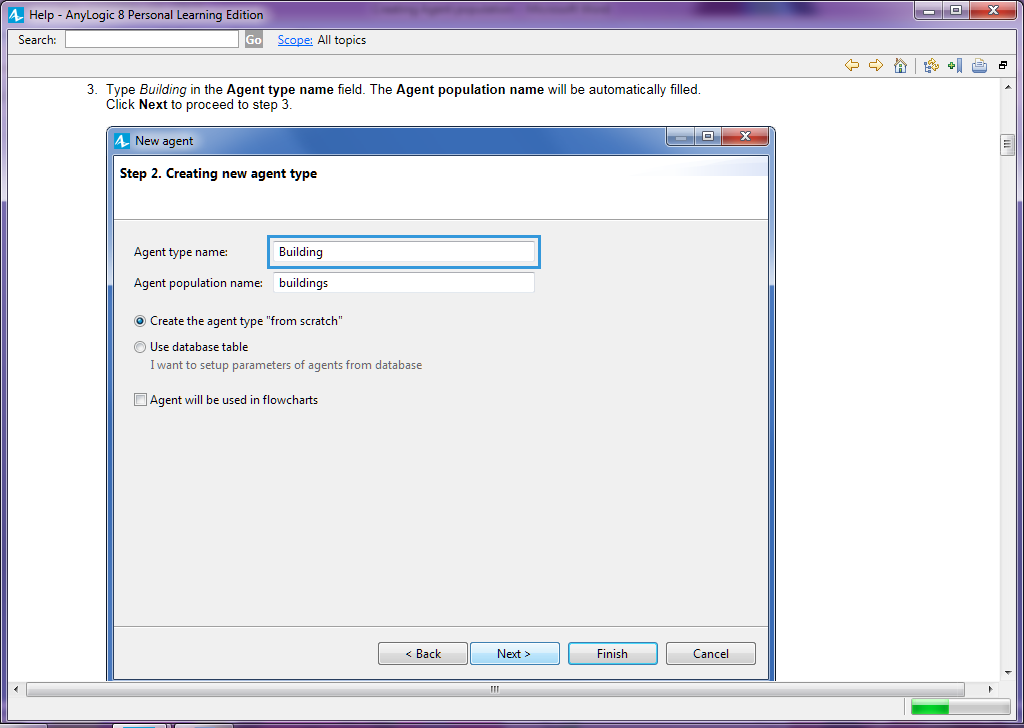 Help - AnyLogic 8 Personal Learning Edition
Search:
Go
Scope: All topics
3. Type Building in the Agent type name field. The Agent population name will be automatically filled.
Click Next to proceed to step 3.
New agent
Step 2. Creating new agent type
Agent type name:
Building
Agent population name:
buildings
Create the agent type "from scratch"
Use database table
I want to setup parameters of agents from database
Agent will be used in flowcharts
< Back
Next >
Finish
Cancel